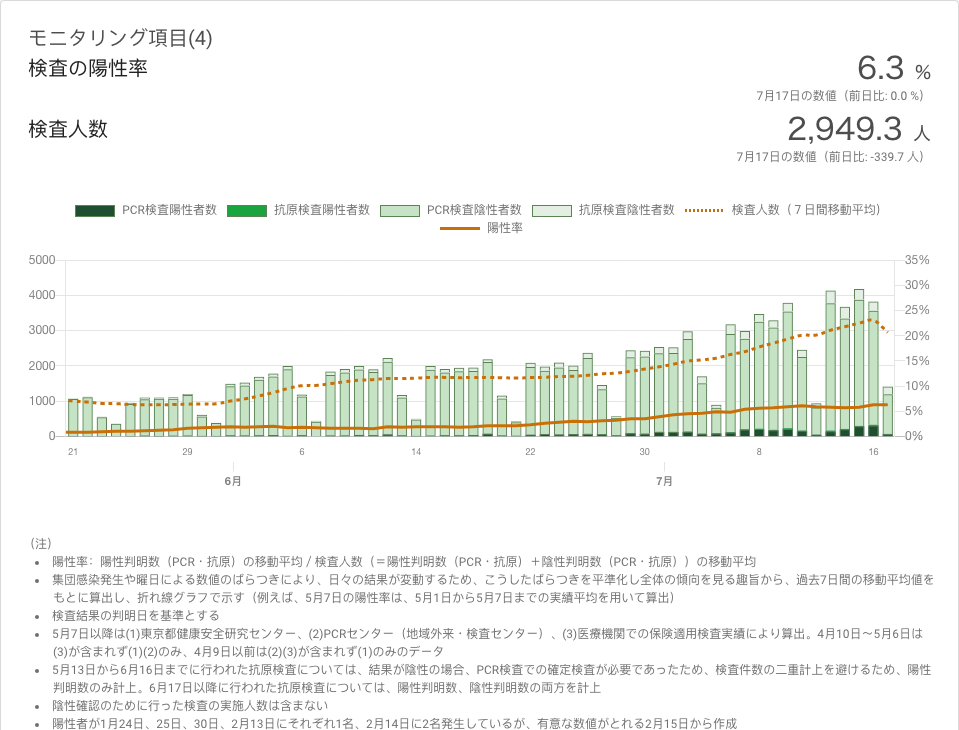 モニタリング項目(4)
検査の陽性率
6.3 %
7月17日の数値（前日比: 0.0 %）
検査人数
2,949.3 人
7月17日の数値（前日比: -339.7 人）
PCR検査陽性者数 抗原検査陽性者数 PCR検査陰性者数 抗原検査陰性者数 検査人数（７日間移動平均）
陽性率
5000 35%
30%
4000
25%
3000
20%
2000 15%
10%
1000
5%
0 0%
21 29 6 14 22 30 8 16
6月 7月
（注）
陽性率：陽性判明数（PCR・抗原）の移動平均 / 検査人数（＝陽性判明数（PCR・抗原）＋陰性判明数（PCR・抗原））の移動平均
集団感染発生や曜日による数値のばらつきにより、日々の結果が変動するため、こうしたばらつきを平準化し全体の傾向を見る趣旨から、過去7日間の移動平均値を
もとに算出し、折れ線グラフで示す（例えば、5月7日の陽性率は、5月1日から5月7日までの実績平均を用いて算出）
検査結果の判明日を基準とする
5月7日以降は(1)東京都健康安全研究センター、(2)PCRセンター（地域外来・検査センター）、(3)医療機関での保険適用検査実績により算出。4月10日～5月6日は
(3)が含まれず(1)(2)のみ、4月9日以前は(2)(3)が含まれず(1)のみのデータ
5月13日から6月16日までに行われた抗原検査については、結果が陰性の場合、PCR検査での確定検査が必要であったため、検査件数の二重計上を避けるため、陽性
判明数のみ計上。6月17日以降に行われた抗原検査については、陽性判明数、陰性判明数の両方を計上
陰性確認のために行った検査の実施人数は含まない
陽性者が1月24日、25日、30日、2月13日にそれぞれ1名、2月14日に2名発生しているが、有意な数値がとれる2月15日から作成